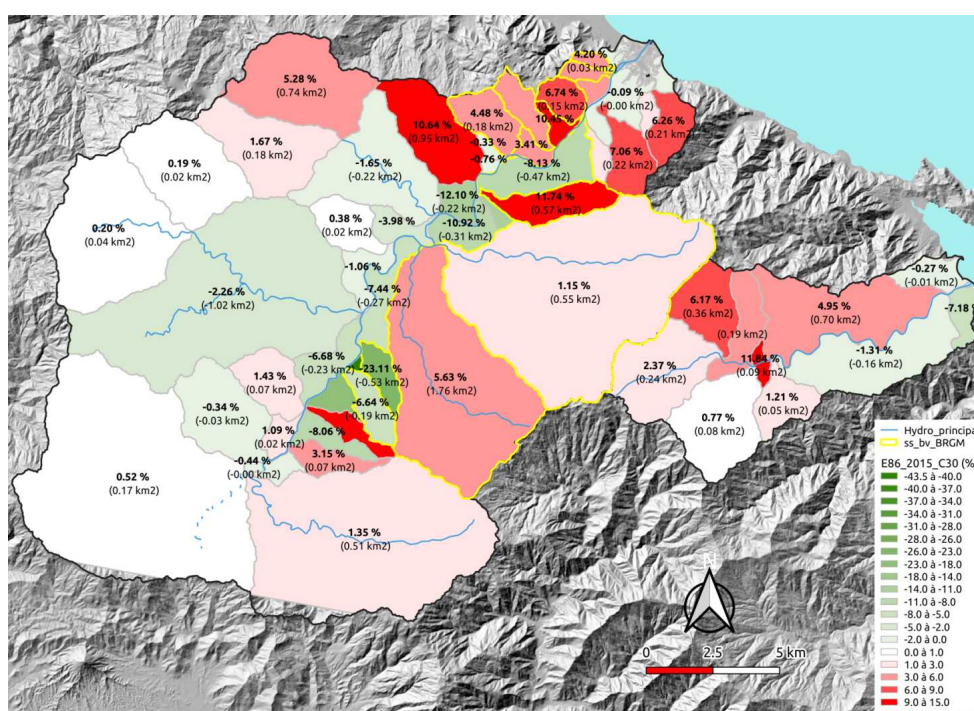 4.20 %
(0.03 km2)
5.28 %
(0.74 km2)
6.74 %
(0.15 km2)
-0.09 %
(-0.00 km2)
10.64 %
(0.95 km2)
4.48 %
(0.18 km2)
10.45 %
6.26 %
(0.21 km2)
1.67 %
(0.18 km2)
-0.33 %
3.41 %
7.06 %
(0.22 km2)
0.19 %
(0.02 km2)
-1.65 %
(-0.22 km2)
-0.76 %
-8.13 %
(-0.47 km2)
-12.10 %
(-0.22 km2)
11.74 %
(0.57 km2)
0.20 %
(0.04 km2)
0.38 %
(0.02 km2)
-3.98 %
-10.92 %
(-0.31 km2)
-1.06 %
-0.27 %
(-0.01 km2)
-2.26 %
(-1.02 km2)
-7.44 %
(-0.27 km2)
1.15 %
(0.55 km2)
6.17 %
(0.36 km2)
4.95 %
(0.70 km2)
-7.18
(0.19 km2)
-6.68 %
(-0.23 km2)
-23.11 %
(-0.53 km2)
-1.31 %
(-0.16 km2)
11.84 %
(0.09 km2)
2.37 %
(0.24 km2)
1.43 %
(0.07 km2)
5.63 %
(1.76 km2)
-6.64 %
(-0.19 km2)
1.21 %
(0.05 km2)
-0.34 %
(-0.03 km2)
0.77 %
(0.08 km2)
1.09 %
(0.02 km2)
-8.06 %
3.15 %
(0.07 km2)
-0.44 %
(-0.00 km2)
0.52 %
(0.17 km2)
1.35 %
(0.51 km2)
0 2.5 5 km
Hydro_principa
ss_bv_BRGM
E86_2015_C30 (%
-43.5 à -40.0
-40.0 à -37.0
-37.0 à -34.0
-34.0 à -31.0
-31.0 à -28.0
-28.0 à -26.0
-26.0 à -23.0
-23.0 à -18.0
-18.0 à -14.0
-14.0 à -11.0
-11.0 à -8.0
-8.0 à -5.0
-5.0 à -2.0
-2.0 à 0.0
0.0 à 1.0
1.0 à 3.0
3.0 à 6.0
6.0 à 9.0
9.0 à 15.0